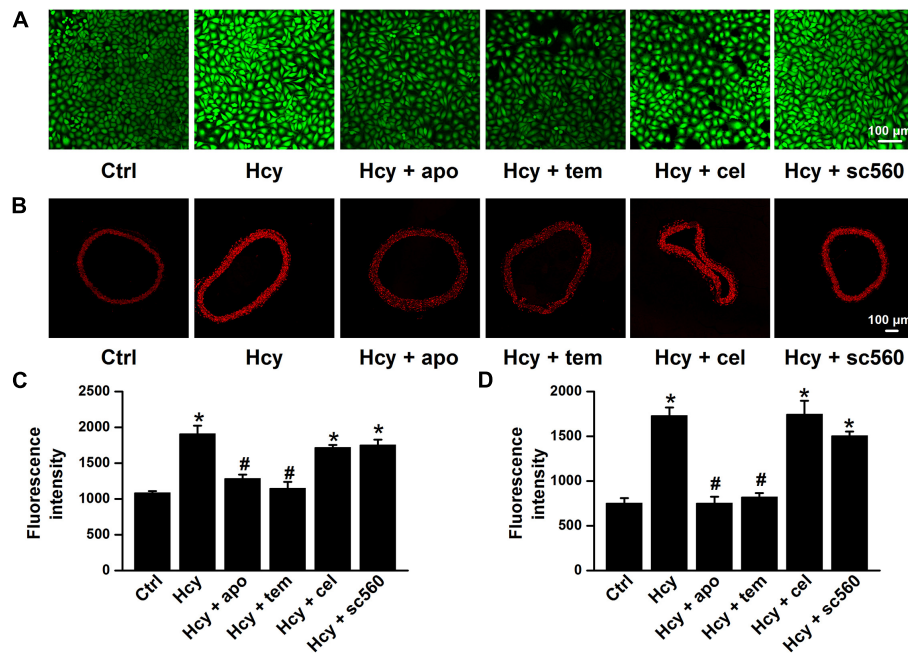 A
100 µm
Ctrl Hcy Hcy + apo Hcy + tem Hcy + cel Hcy + sc560
B
100 µm
Ctrl Hcy Hcy + apo Hcy + tem Hcy + cel Hcy + sc560
C
Fluorescence
intensity
2500
2000
1500
1000
500
0
* # # * *
Ctrl
Hcy
Hcy + apo
Hcy + tem
Hcy + cel
Hcy + sc560
D
Fluorescence
intensity
2000
1500
1000
500
0
* # # * *
Ctrl
Hcy
Hcy + apo
Hcy + tem
Hcy + cel
Hcy + sc560